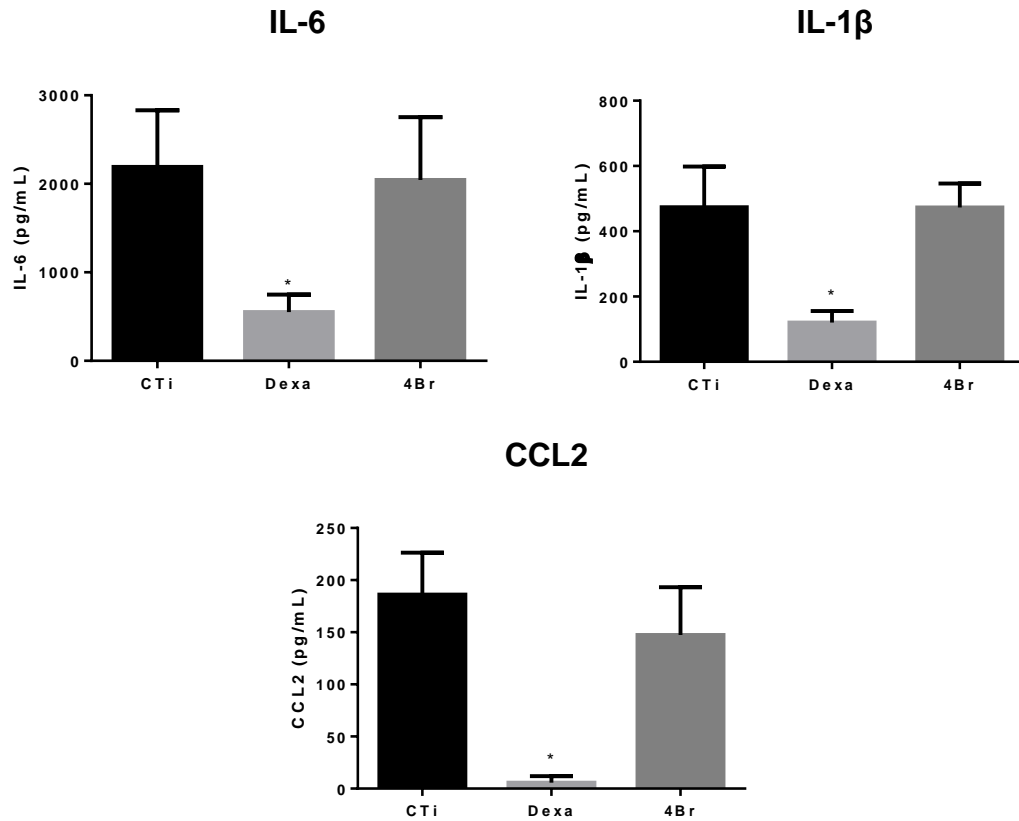 IL-6
3000
2000
1000
0
IL-6 (pg/mL)
*
CTi
Dexa
4Br
IL-1β
800
600
400
200
0
IL-1β (pg/mL)
*
CTi
Dexa
4Br
CCL2
250
200
150
100
50
0
CCL2 (pg/mL)
*
CTi
Dexa
4Br